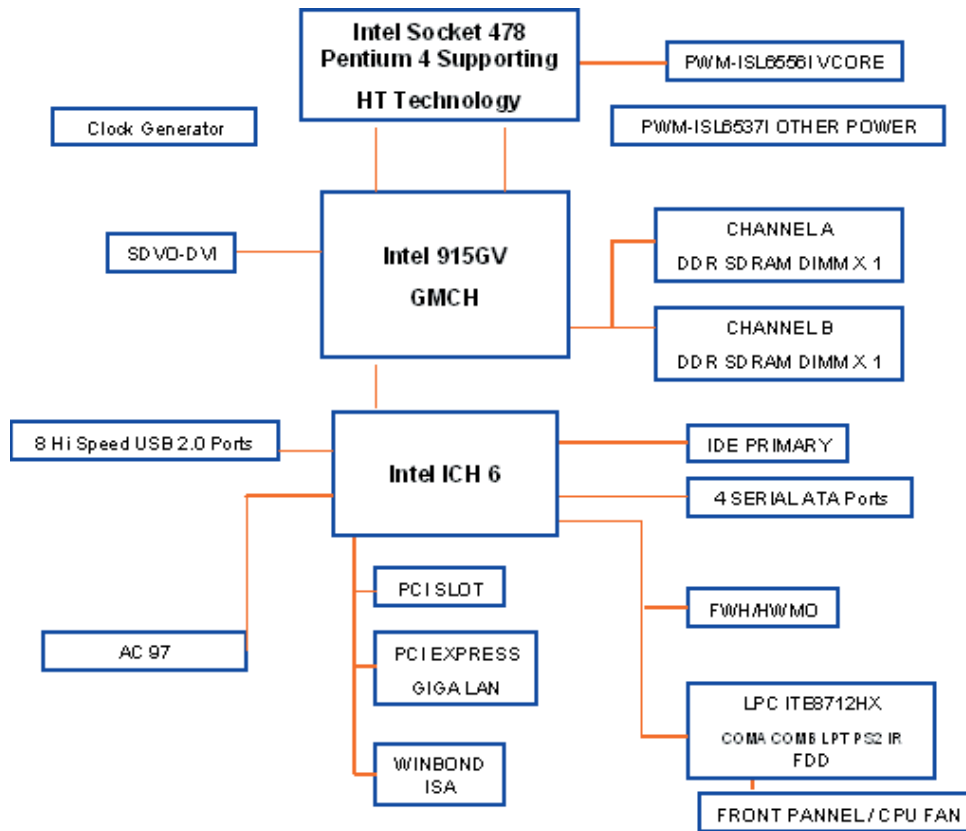 Intel Socket 478
Pentium 4 Supporting
HT Technology
PWM-ISL6556I VCORE
Clock Generator
PWM-ISL6537I OTHER POWER
SDVO-DVI
Intel 915GV
GMCH
CHANNEL A
DDR SDRAM DIMM X 1
CHANNEL B
DDR SDRAM DIMM X 1
8 Hi Speed USB 2.0 Ports
Intel ICH 6
IDE PRIMARY
4 SERIAL ATA Ports
PCI SLOT
FWH/HWMO
AC 97
PCI EXPRESS
GIGA LAN
LPC ITE8712HX
COMA COMB LPT PS2 IR
FDD
WINBOND
ISA
FRONT PANNEL / CPU FAN